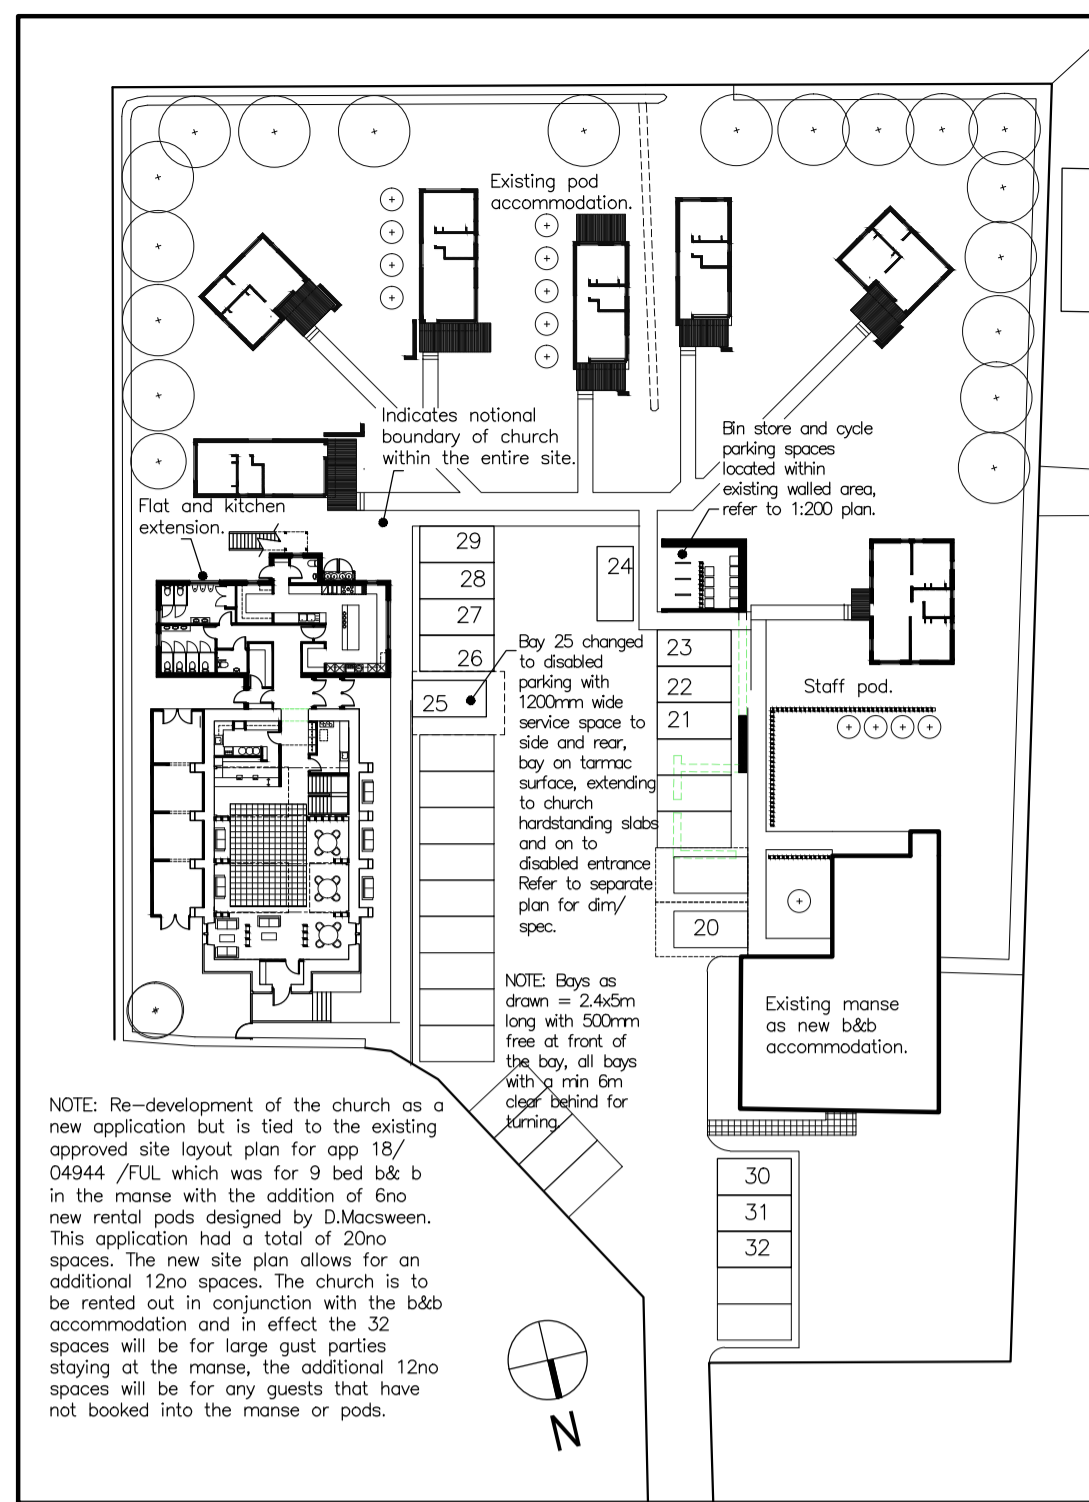 Existing pod
accommodation.
Indicates notional
boundary of church
within the entire site.
Bin store and cycle
parking spaces
located within
existing walled area,
refer to 1:200 plan.
Flat and kitchen
extension.
29
28
27
26
25
24
23
22
21
20
Bay 25 changed
to disabled
parking with
1200mm wide
service space to
side and rear,
bay on tarmac
surface, extending
to church
hardstanding slabs
and on to
disabled entrance
Refer to separate
plan for dim/
spec.
Staff pod.
NOTE: Bays as
drawn = 2.4x5m
long with 500mm
free at front of
the bay, all bays
with a min 6m
clear behind for
turning.
Existing manse
as new b&b
accommodation.
NOTE: Re-development of the church as a
new application but is tied to the existing
approved site layout plan for app 18/
04944 /FUL which was for 9 bed b& b
in the manse with the addition of 6no
new rental pods designed by D.Macsween.
This application had a total of 20no
spaces. The new site plan allows for an
additional 12no spaces. The church is to
be rented out in conjunction with the b&b
accommodation and in effect the 32
spaces will be for large gust parties
staying at the manse, the additional 12no
spaces will be for any guests that have
not booked into the manse or pods.
30
31
32
N